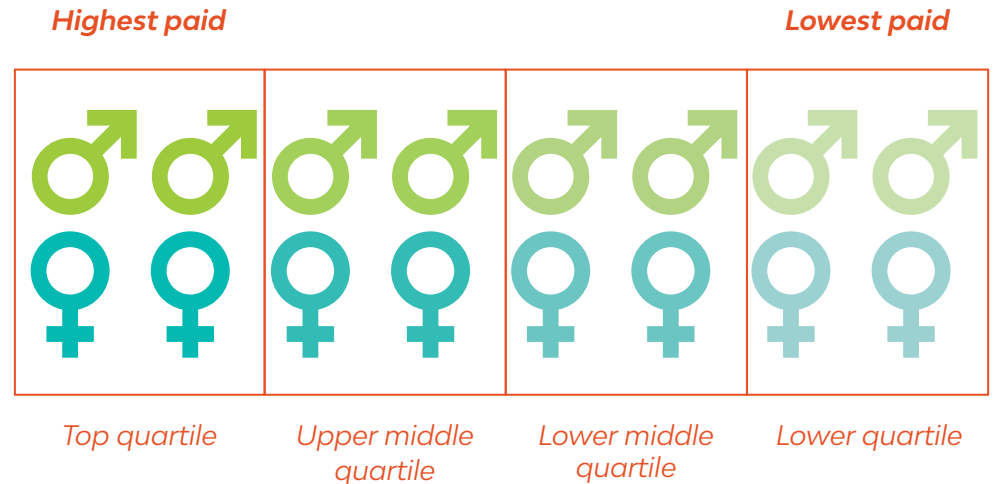 Highest paid
Lowest paid
Top quartile
Upper middle
quartile
Lower middle
quartile
Lower quartile